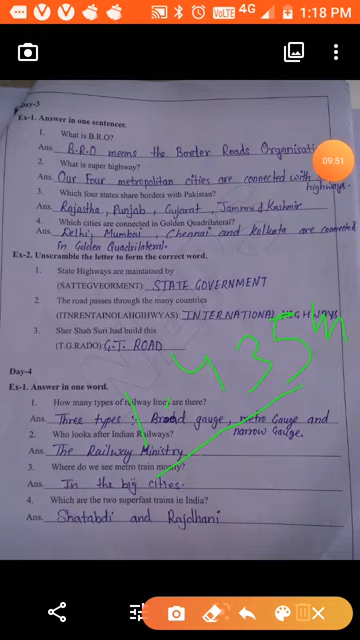 VoLTE 4G 1:18 PM
09:51
Day-3
Ex-1. Answer in one sentences.
1. What is B.R.O?
Ans. B.R.O means the Border Roads Organisati
2. What is super highway?
Ans. Our Four metropolitan cities are connected with
highways.
3. Which four states share borders with Pakistan?
Ans. Rajastha, Punjab, Gujarat, Jammu & Kashmir
4. Which cities are connected in Golden Quadrilateral?
Ans. Delhi, Mumbai, Chennai and Kolkata are connected
In Golden Quadrilateral.
Ex-2. Unscramble the letter to form the correct word.
1. State Highways are maintained by
(SATTEGVEORMENT) STATE GOVERNMENT
2. The road passes through the many countries
(ITNRENTAINOLAHGIHWYAS) INTERNATIONAL HIGHWAYS
3. Sher Shah Suri had build this
(T.G.RADO) G.T. ROAD
Day-4
Ex-1. Answer in one word.
1. How many types of railway lines are there?
Ans. Three types :- Broad gauge, metro Gauge and
narrow Gauge.
2. Who looks after Indian Railways?
Ans. The Railway Ministry
3. Where do we see metro train mostly?
Ans. In the big cities.
4. Which are the two superfast trains in India?
Ans. Shatabdi and Rajdhani